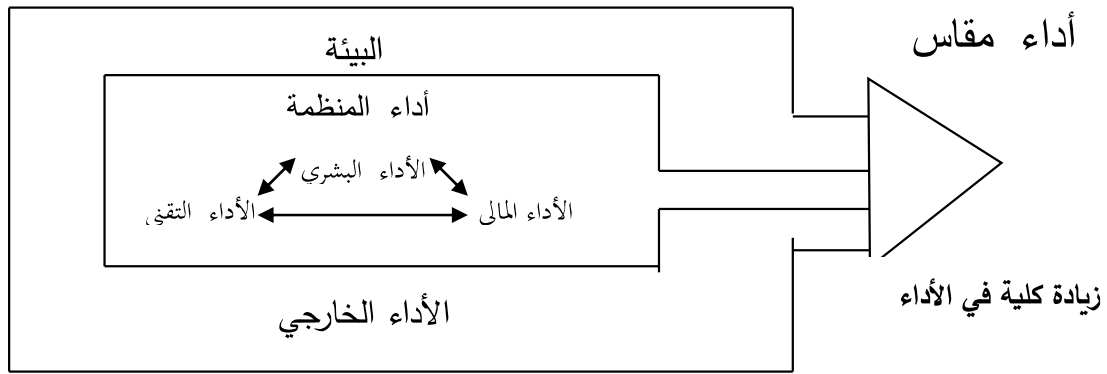 أداء مقاس
البيئة
أداء المنظمة
الأداء البشري
الأداء المالي
الأداء التقني
زيادة كلية في الأداء
الأداء الخارجي